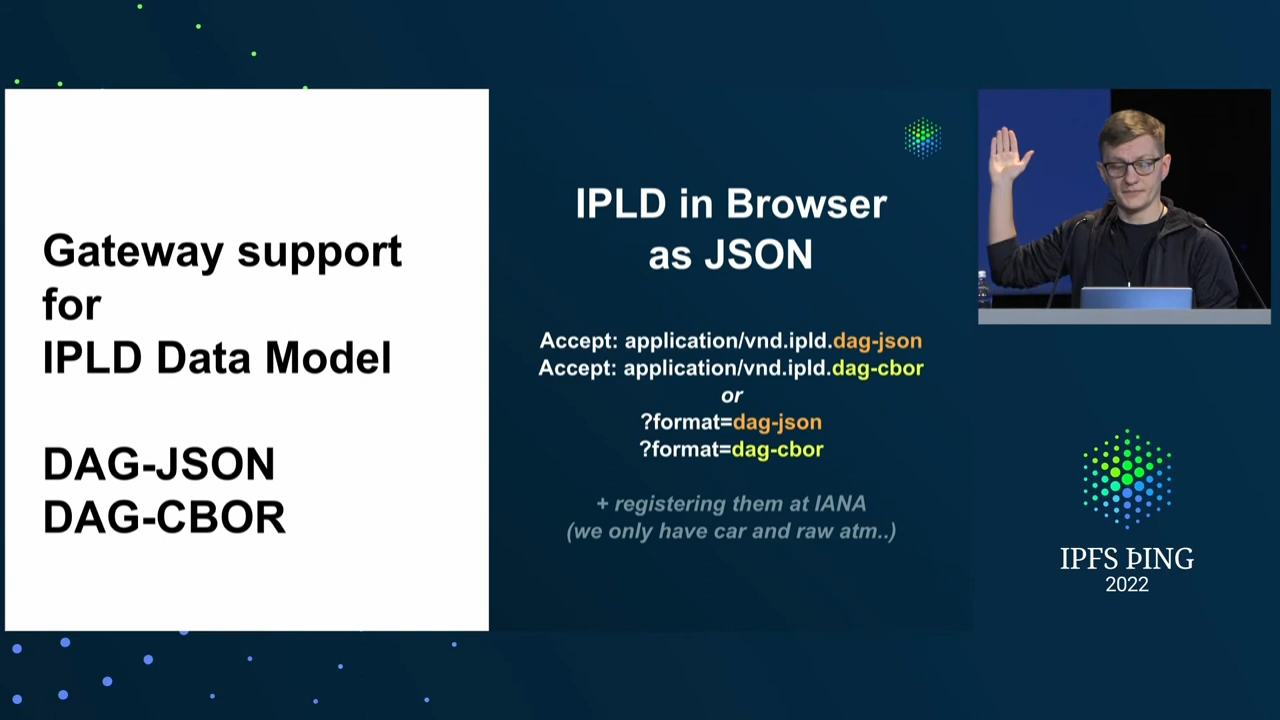 Gateway support
for
IPLD Data Model
DAG-JSON
DAG-CBOR
IPLD in Browser
as JSON
Accept: application/vnd.ipld.dag-json
Accept: application/vnd.ipld.dag-cbor
or
?format=dag-json
?format=dag-cbor
+ registering them at IANA
(we only have car and raw atm..)
IPFS ÞING
2022